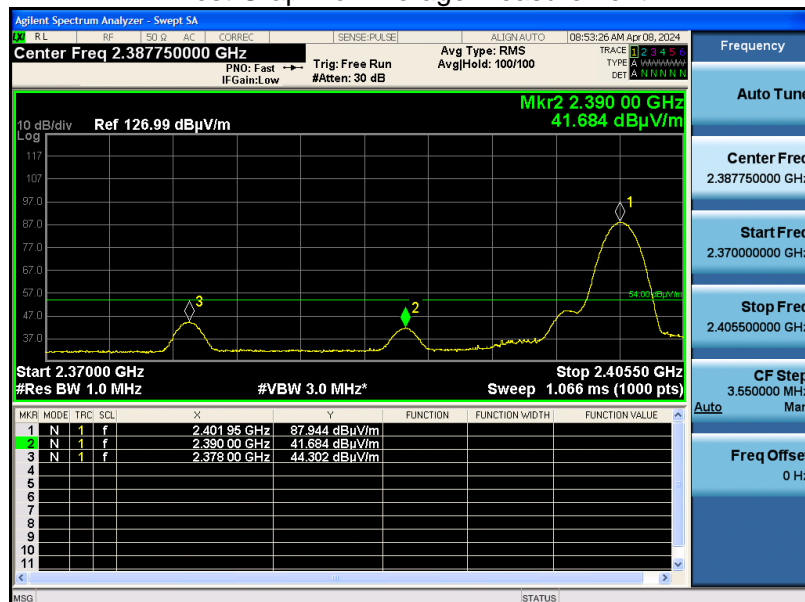 Agilent Spectrum Analyzer - Swept SA
LXI RL RF 50 Ω AC CORREC SENSE:PULSE ALIGN AUTO 08:53:26 AM Apr 08, 2024
Center Freq 2.387750000 GHz
PNO: Fast
IFGain:Low
Trig: Free Run
#Atten: 30 dB
Avg Type: RMS
Avg|Hold: 100/100
TRACE 1 2 3 4 5 6
TYPE A WWWWW
DET A N N N N N
Mkr2 2.390 00 GHz
41.684 dBµV/m
10 dB/div Ref 126.99 dBµV/m
Log
117
107
97.0
87.0
77.0
67.0
57.0
47.0
37.0
1
2
3
54.00 dBµV/m
Start 2.37000 GHz Stop 2.40550 GHz
#Res BW 1.0 MHz #VBW 3.0 MHz* Sweep 1.066 ms (1000 pts)
MKR MODE TRC SCL X Y FUNCTION FUNCTION WIDTH FUNCTION VALUE
1 N 1 f 2.401 95 GHz 87.944 dBµV/m
2 N 1 f 2.390 00 GHz 41.684 dBµV/m
3 N 1 f 2.378 00 GHz 44.302 dBµV/m
4
5
6
7
8
9
10
11
MSG STATUS
Frequency
Auto Tune
Center Freq
2.387750000 GHz
Start Freq
2.370000000 GHz
Stop Freq
2.405500000 GHz
CF Step
3.550000 MHz
Auto Man
Freq Offset
0 Hz